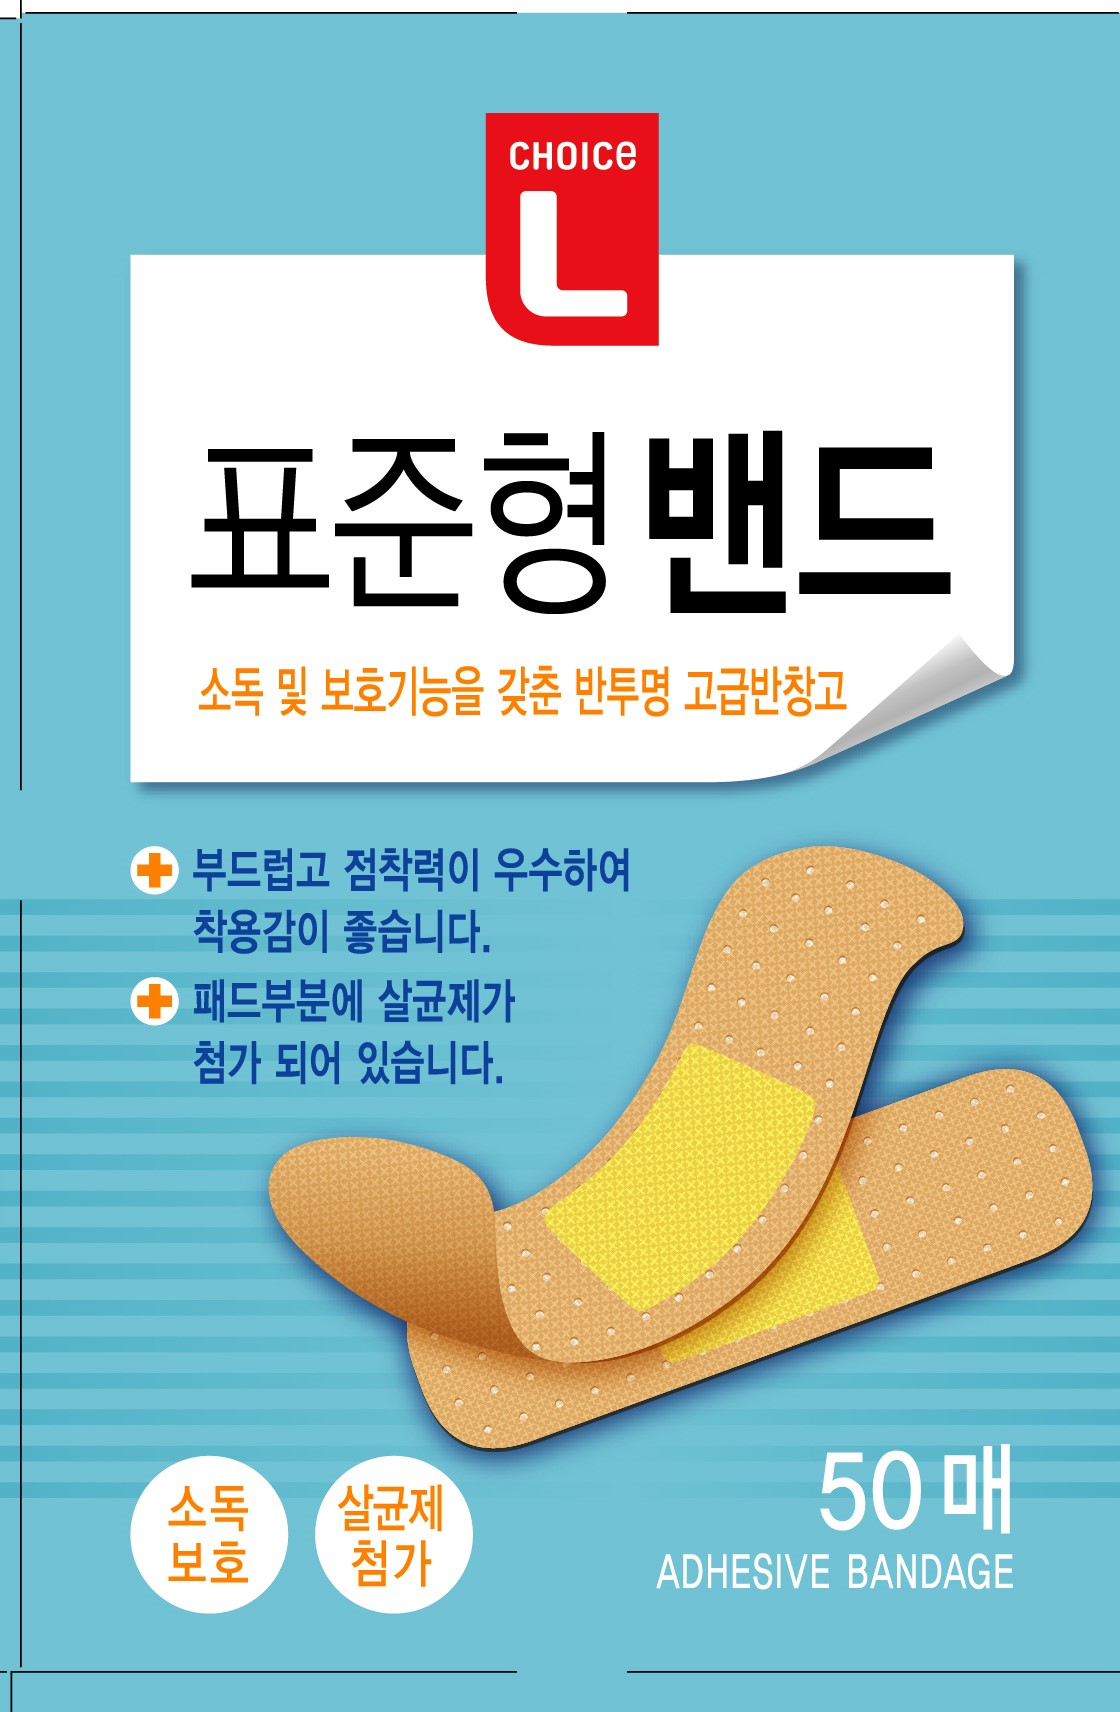 CHOICe
L
표준형 밴드
소독 및 보호기능을 갖춘 반투명 고급반창고
부드럽고 점착력이 우수하여
착용감이 좋습니다.
패드부분에 살균제가
첨가 되어 있습니다.
소독
보호
살균제
첨가
50 매
ADHESIVE BANDAGE